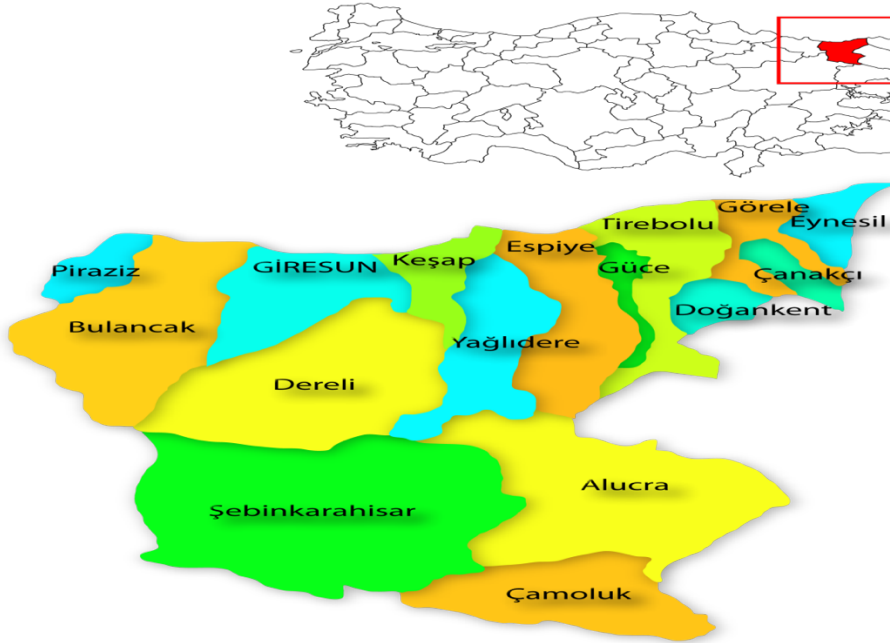 Görele
Tirebolu
Eynesil
Espiye
Keşap
Piraziz
GİRESUN
Güce
Çanakçı
Doğankent
Bulancak
Yağlıdere
Dereli
Alucra
Şebinkarahisar
Çamoluk